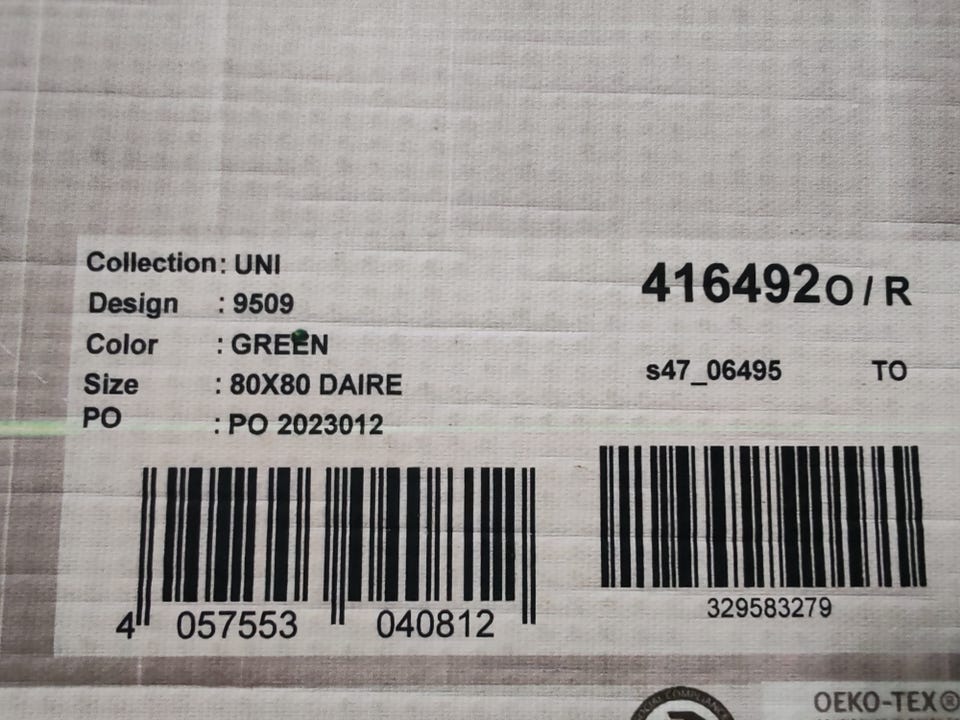 Collection: UNI
Design : 9509
Color : GREEN
Size : 80X80 DAIRE
PO : PO 2023012
4 057553 040812
416492O / R
s47_06495 TO
329583279
OEKO-TEX®